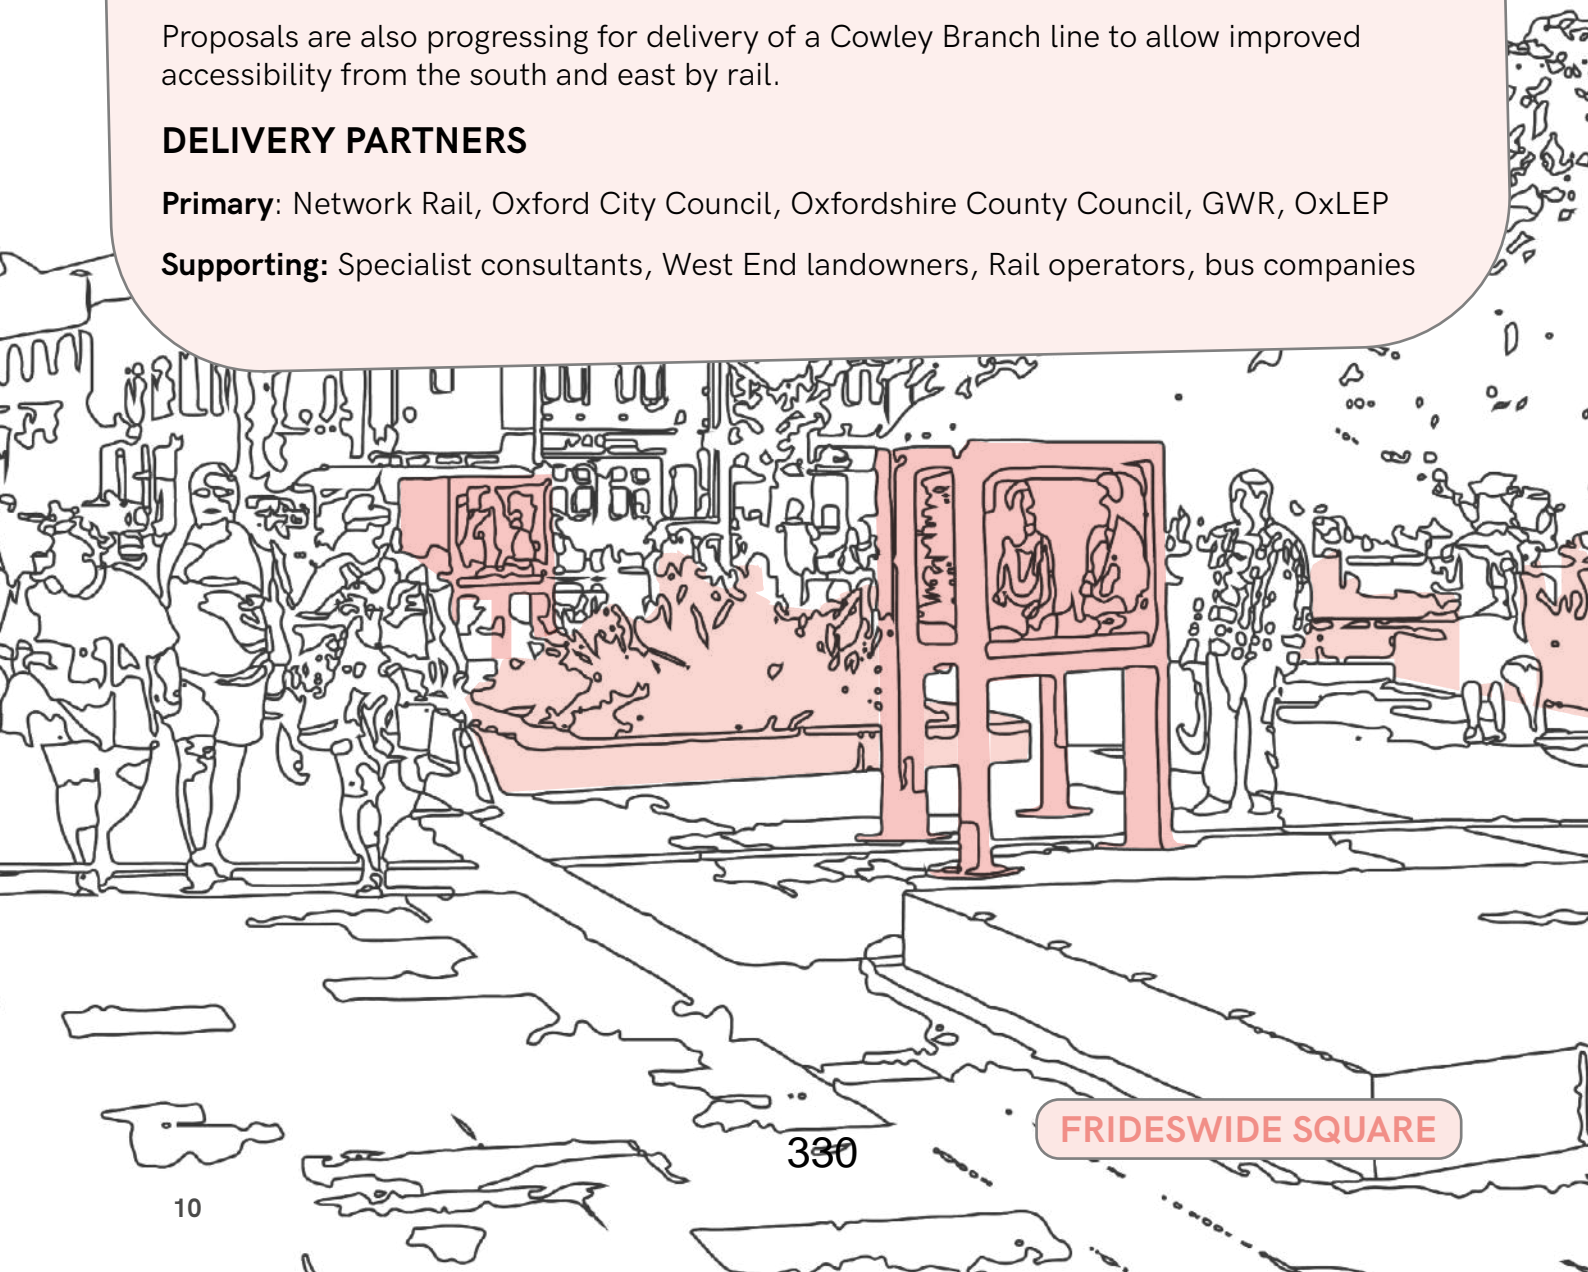 Proposals are also progressing for delivery of a Cowley Branch line to allow improved
accessibility from the south and east by rail.
DELIVERY PARTNERS
Primary: Network Rail, Oxford City Council, Oxfordshire County Council, GWR, OxLEP
Supporting: Specialist consultants, West End landowners, Rail operators, bus companies
FRIDESWIDE SQUARE
330
10